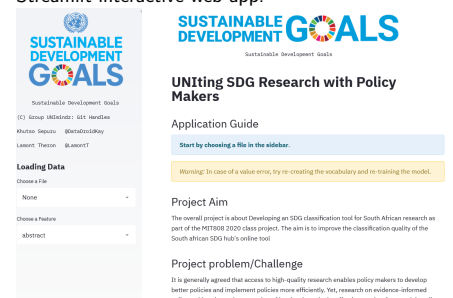 Streamlit interactive web app.
SUSTAINABLE
DEVELOPMENT
GOALS
Sustainable Development Goals
(C) Group UNImindz: Git Handles
Khutso Sepuru @DataDroidKay
Lamont Theron @LamontT
Loading Data
Choose a File
None
Choose a Feature
abstract
SUSTAINABLE
DEVELOPMENT GOALS
Sustainable Development Goals
UNIting SDG Research with Policy
Makers
Application Guide
Start by choosing a file in the sidebar.
Warning: In case of a value error, try re-creating the vocabulary and re-training the model.
Project Aim
The overall project is about Developing an SDG classification tool for South African research as
part of the MIT808 2020 class project. The aim is to improve the classification quality of the
South african SDG hub's online tool
Project problem/Challenge
It is generally agreed that access to high-quality research enables policy makers to develop
better policies and implement policies more efficiently. Yet, research on evidence-informed